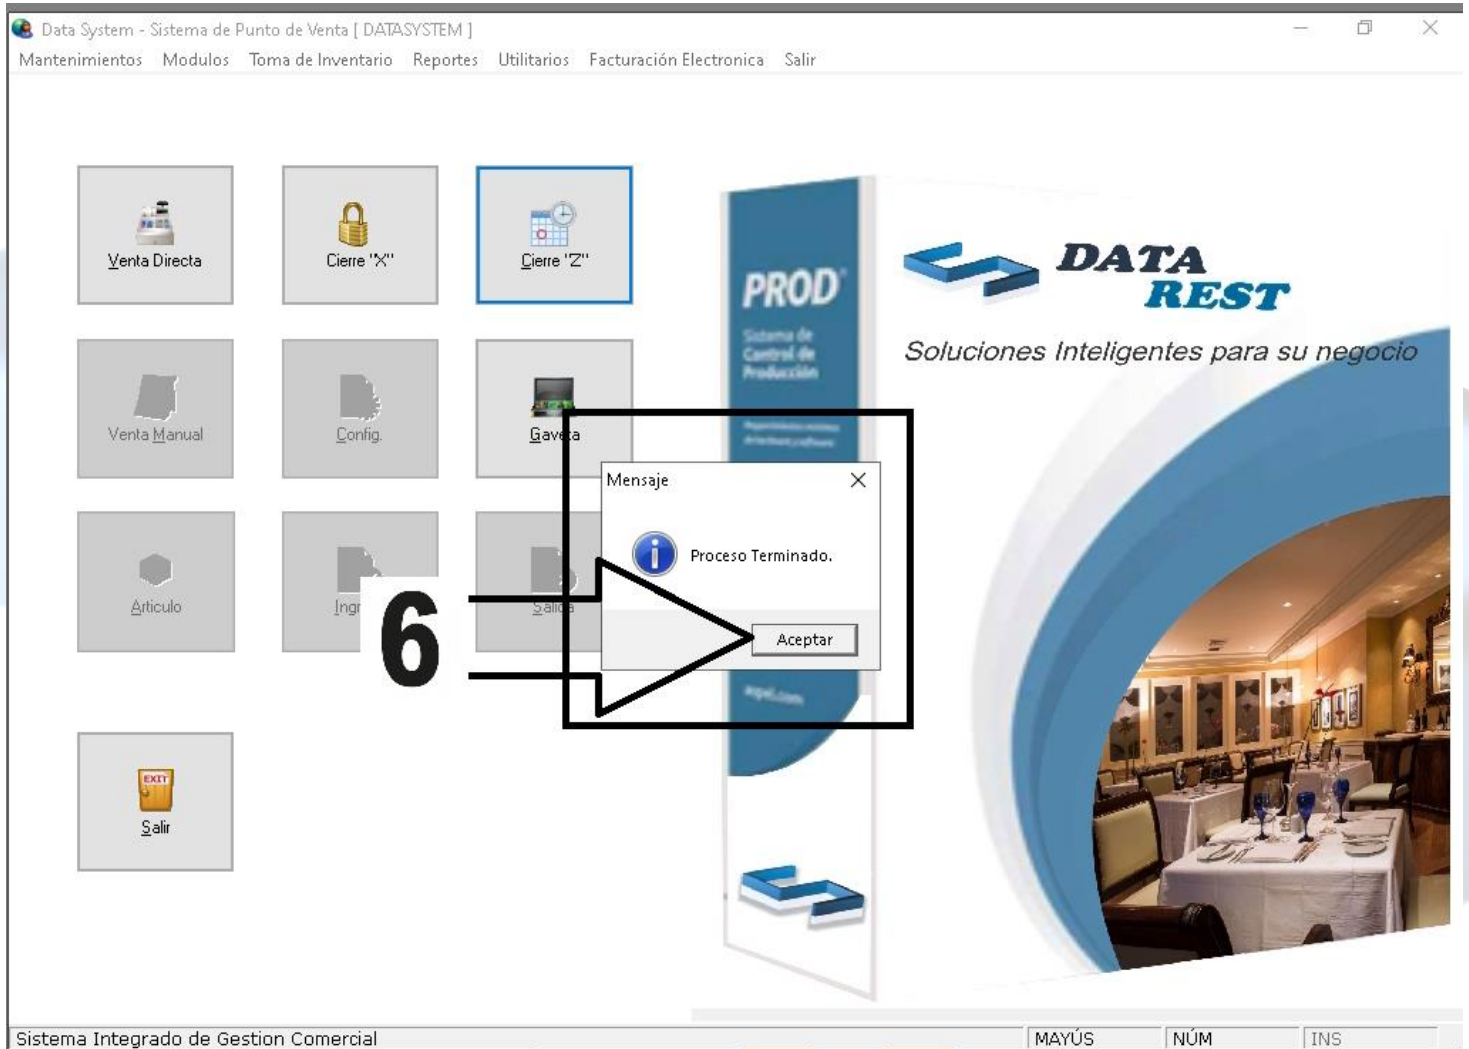 Data System - Sistema de Punto de Venta [ DATASYSTEM ]
Mantenimientos Modulos Toma de Inventario Reportes Utilitarios Facturación Electronica Salir
Venta Directa
Cierre "X"
Cierre "Z"
PROD
Sistema de
Control de
Producción
DATA
REST
Soluciones Inteligentes para su negocio
Venta Manual
Config.
Gaveta
Mensaje
Proceso Terminado.
Aceptar
Articulo
Salida
6
EXIT
Salir
Sistema Integrado de Gestion Comercial
MAYÚS
NÚM
INS